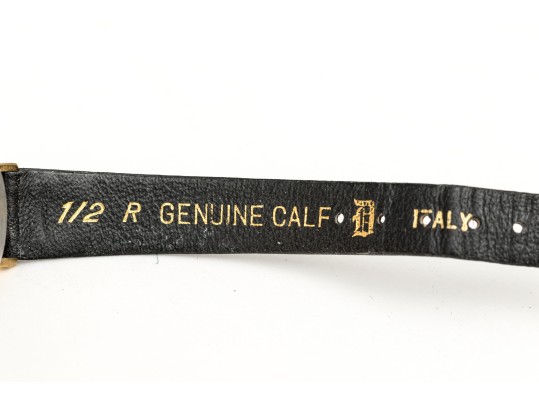 1/2 R GENUINE CALF D ITALY